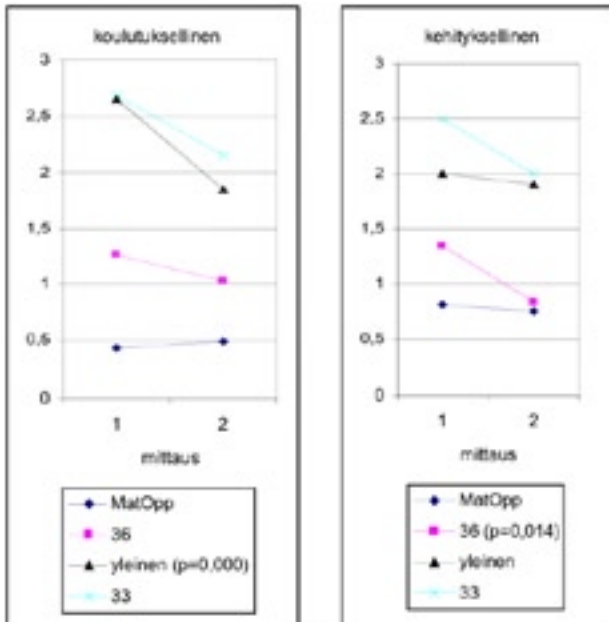 koulutuksellinen
3
2,5
2
1,5
1
0,5
0
1 2
mittaus
MatOpp
36
yleinen (p=0,000)
33
kehityksellinen
3
2,5
2
1,5
1
0,5
0
1 2
mittaus
MatOpp
36 (p=0,014)
yleinen
33